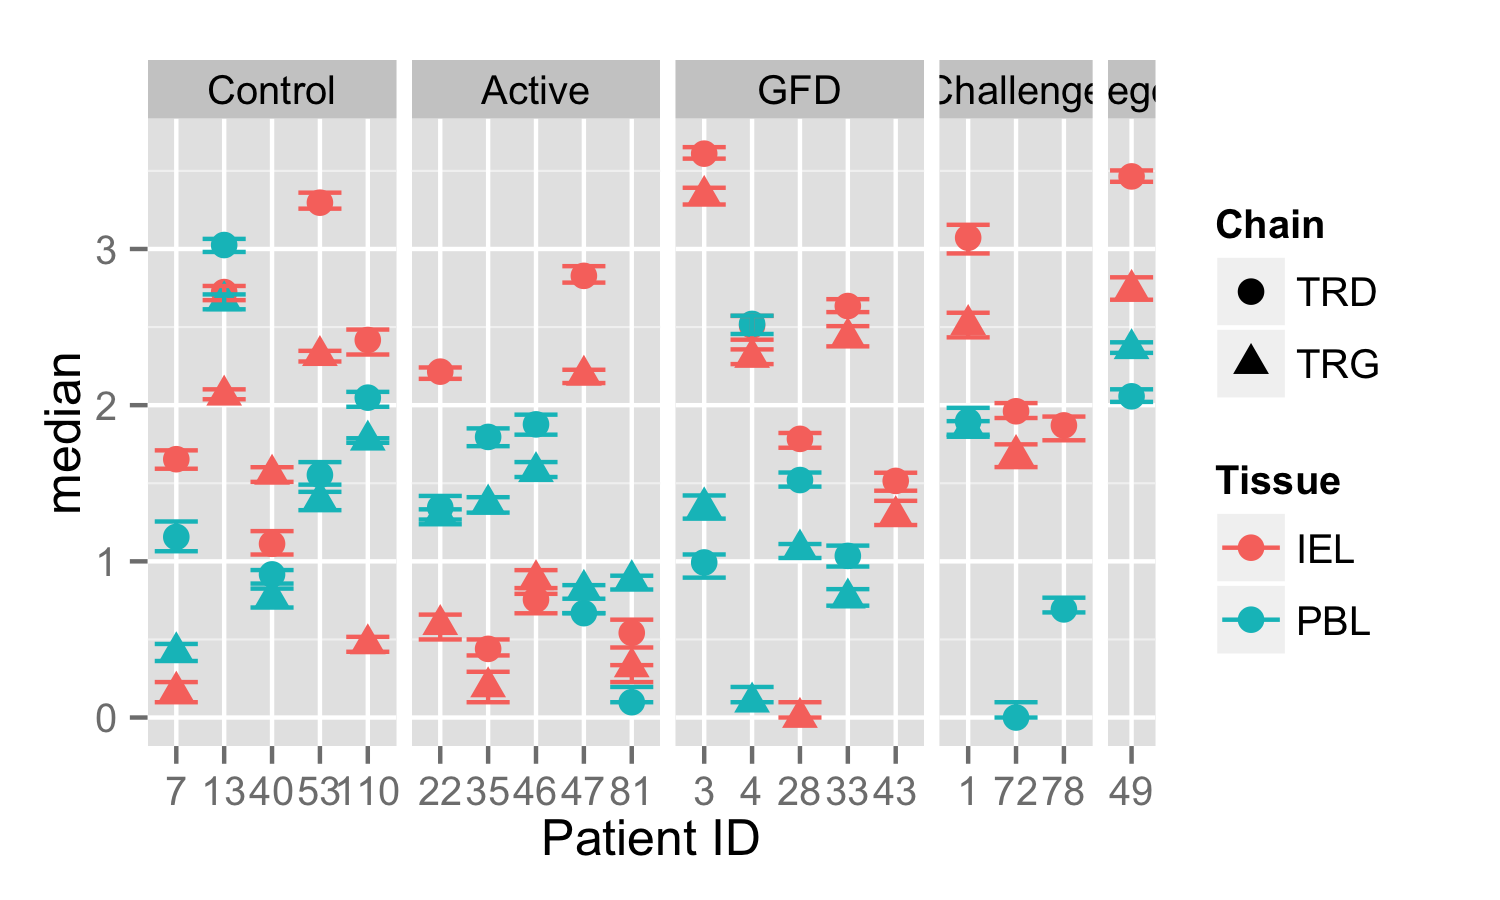 Control Active GFD Challenge ege
3
2
1
0
median
7 13 40 53 110 22 35 46 47 81 3 4 28 33 43 1 72 78 49
Patient ID
Chain
TRD
TRG
Tissue
IEL
PBL